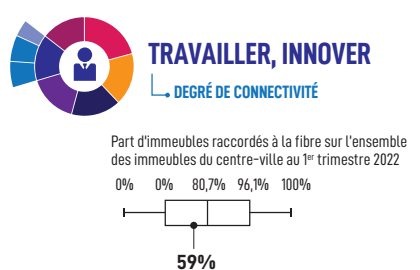 TRAVAILLER, INNOVER
DEGRÉ DE CONNECTIVITÉ
Part d'immeubles raccordés à la fibre sur l'ensemble
des immeubles du centre-ville au 1er trimestre 2022
0% 0% 80,7% 96,1% 100%
59%